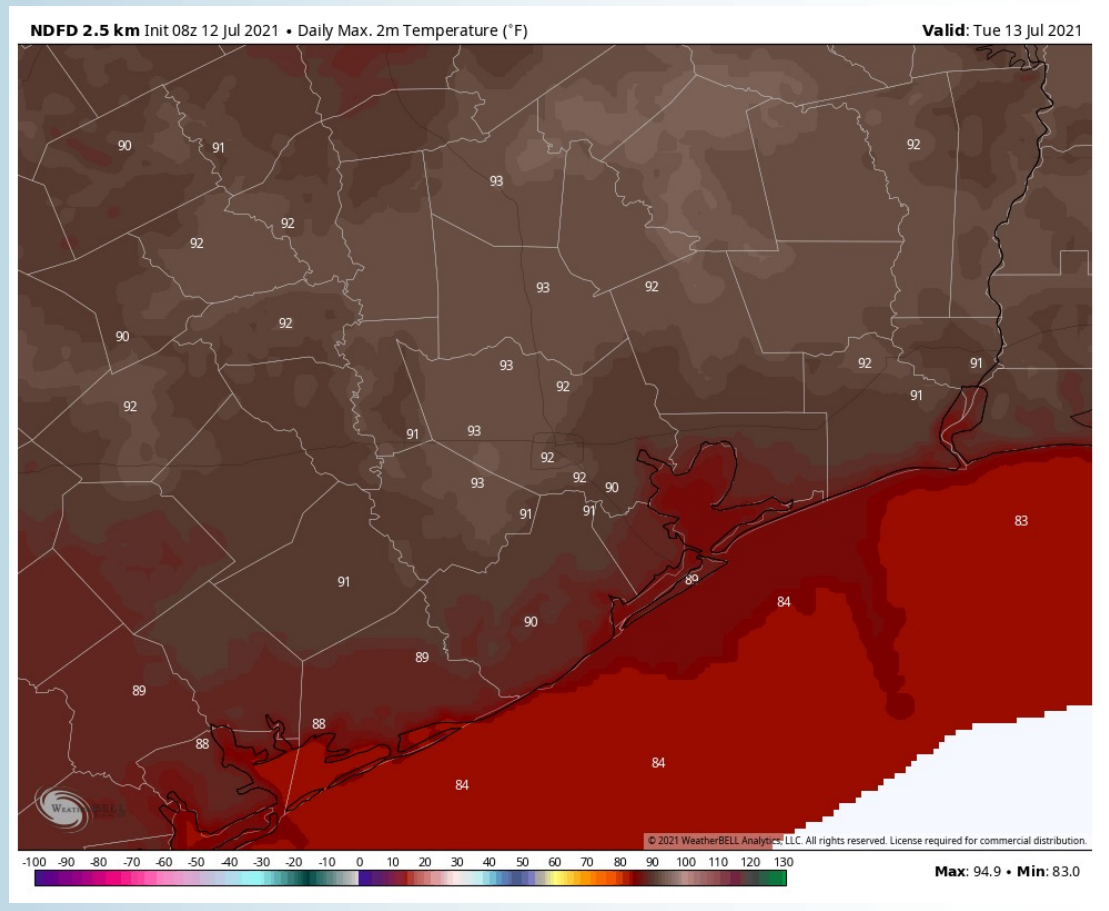 NDFD 2.5 km Init 08z 12 Jul 2021 • Daily Max. 2m Temperature (°F) Valid: Tue 13 Jul 2021
90 91 92
93
92 92
93 92
90 92
93 92 91
92 92 91
91 93
92
93 92 90
91 91
83
91 89
84
90
89
89
88
88
84
84
WEATHERBELL
© 2021 WeatherBELL Analytics, LLC. All rights reserved. License required for commercial distribution.
-100 -90 -80 -70 -60 -50 -40 -30 -20 -10 0 10 20 30 40 50 60 70 80 90 100 110 120 130
Max: 94.9 • Min: 83.0